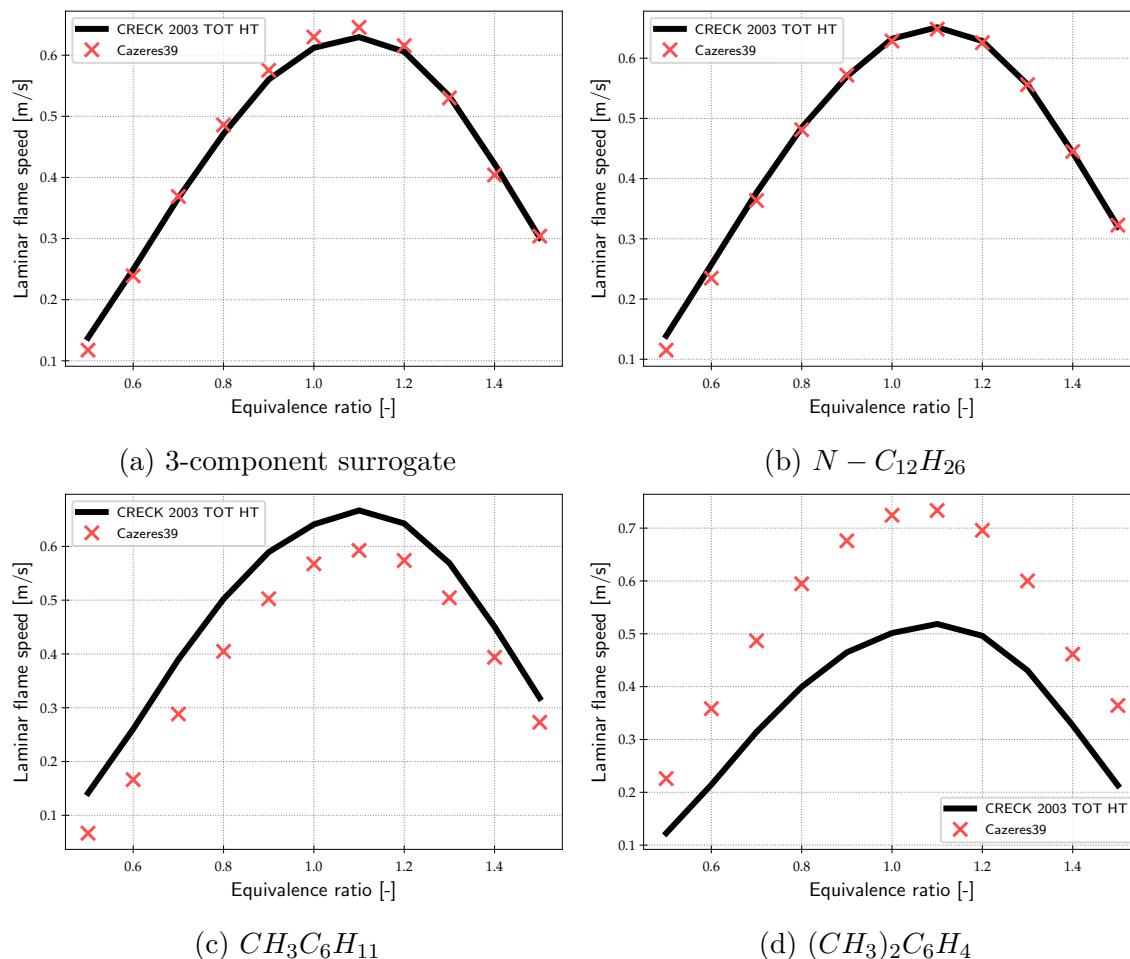 CRECK 2003 TOT HT
Cazeres39
Laminar flame speed [m/s]
0.6
0.5
0.4
0.3
0.2
0.1
0.6 0.8 1.0 1.2 1.4
Equivalence ratio [-]
(a) 3-component surrogate
CRECK 2003 TOT HT
Cazeres39
Laminar flame speed [m/s]
0.6
0.5
0.4
0.3
0.2
0.1
0.6 0.8 1.0 1.2 1.4
Equivalence ratio [-]
(b) N − C12H26
CRECK 2003 TOT HT
Cazeres39
Laminar flame speed [m/s]
0.6
0.5
0.4
0.3
0.2
0.1
0.6 0.8 1.0 1.2 1.4
Equivalence ratio [-]
(c) CH3C6H11
Laminar flame speed [m/s]
0.7
0.6
0.5
0.4
0.3
0.2
0.1
CRECK 2003 TOT HT
Cazeres39
0.6 0.8 1.0 1.2 1.4
Equivalence ratio [-]
(d) (CH3)2C6H4